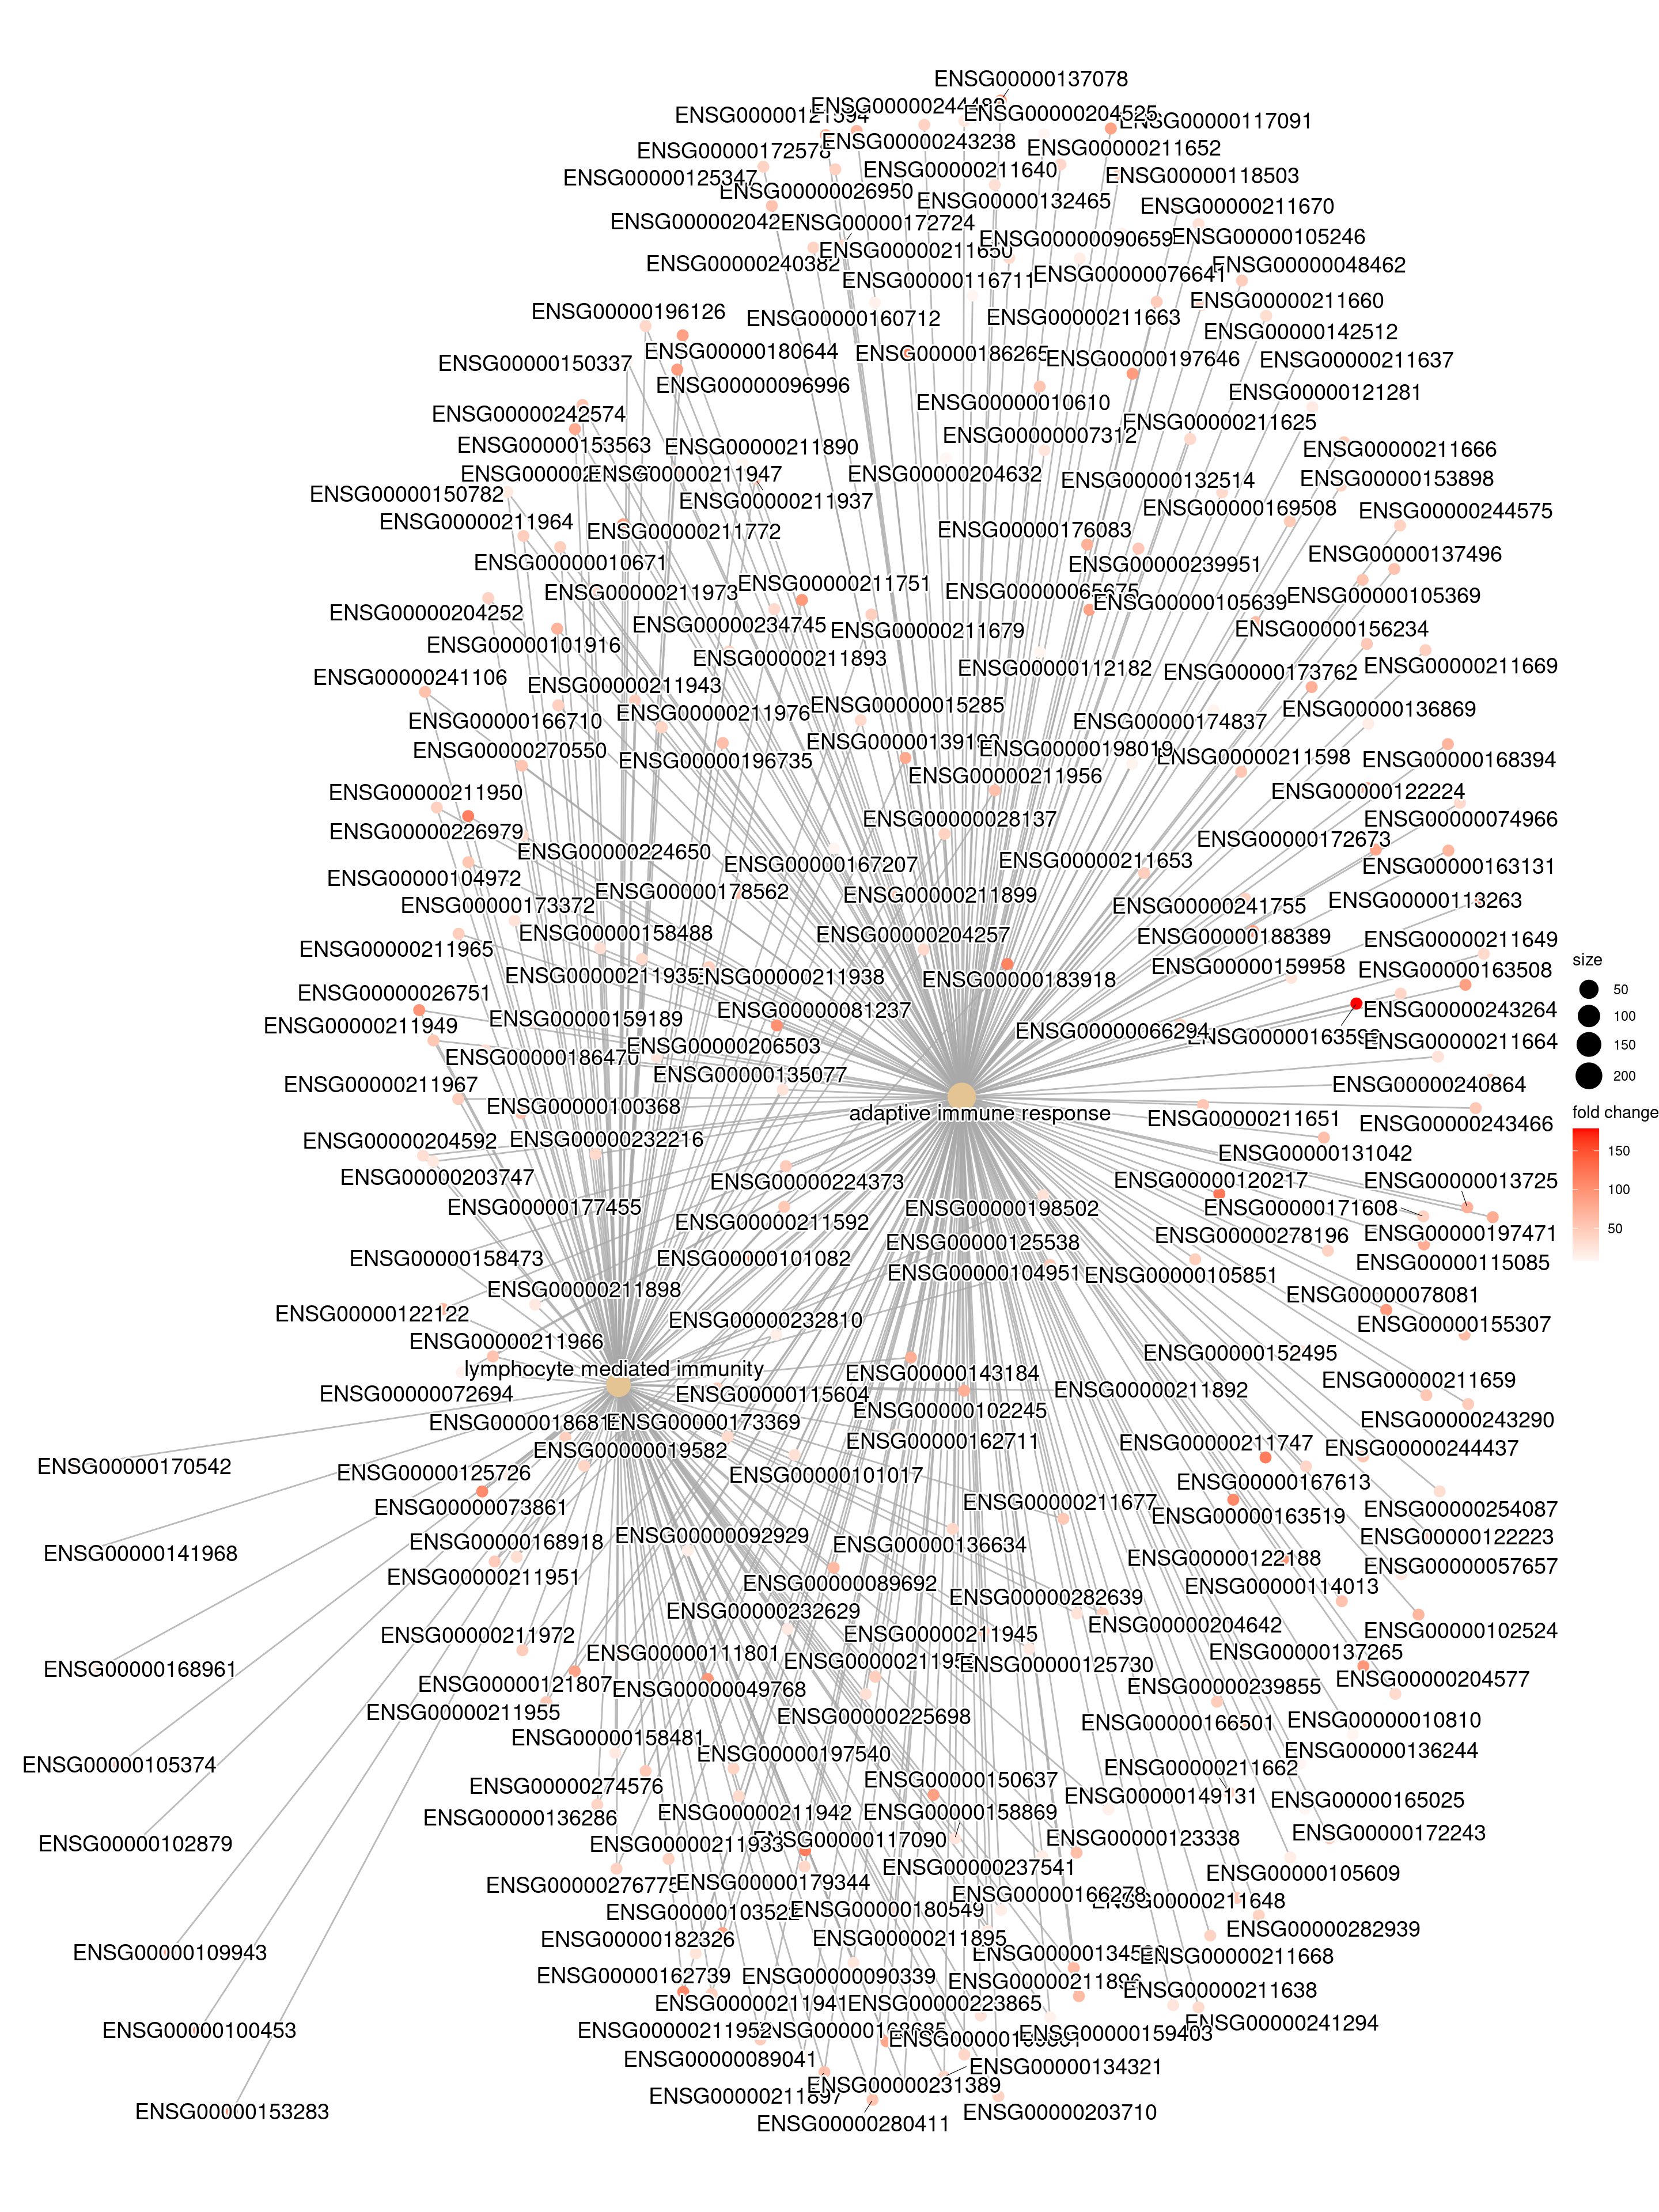 ENSG00000137078
ENSG00000204525
ENSG00000117091
ENSG00000243238
ENSG00000211652
ENSG00000172578
ENSG00000211640
ENSG00000118503
ENSG00000125347
ENSG00000026950
ENSG00000132465
ENSG00000211670
ENSG00000172724
ENSG00000090659
ENSG00000105246
ENSG00000211650
ENSG00000240382
ENSG00000048462
ENSG00000076641
ENSG00000116711
ENSG00000211660
ENSG00000196126
ENSG00000160712
ENSG00000211663
ENSG00000142512
ENSG00000180644
ENSG00000186265
ENSG00000197646
ENSG00000211637
ENSG00000150337
ENSG00000096996
ENSG00000121281
ENSG00000010610
ENSG00000242574
ENSG00000211625
ENSG00000007312
ENSG00000153563
ENSG00000211890
ENSG00000211666
ENSG00000211947
ENSG00000204632
ENSG00000132514
ENSG00000153898
ENSG00000150782
ENSG00000211937
ENSG00000169508
ENSG00000244575
ENSG00000211964
ENSG00000211772
ENSG00000176083
ENSG00000137496
ENSG00000010671
ENSG00000239951
ENSG00000211751
ENSG00000211973
ENSG00000065675
ENSG00000105639
ENSG00000105369
ENSG00000204252
ENSG00000234745
ENSG00000211679
ENSG00000156234
ENSG00000101916
ENSG00000211893
ENSG00000112182
ENSG00000173762
ENSG00000211669
ENSG00000241106
ENSG00000211943
ENSG00000015285
ENSG00000136869
ENSG00000166710
ENSG00000211976
ENSG00000174837
ENSG00000270550
ENSG00000198019
ENSG00000196735
ENSG00000211598
ENSG00000168394
ENSG00000211956
ENSG00000211950
ENSG00000122224
ENSG00000028137
ENSG00000074966
ENSG00000226979
ENSG00000172673
ENSG00000224650
ENSG00000167207
ENSG00000211653
ENSG00000163131
ENSG00000104972
ENSG00000178562
ENSG00000211899
ENSG00000113263
ENSG00000173372
ENSG00000241755
ENSG00000158488
ENSG00000204257
ENSG00000188389
ENSG00000211649
ENSG00000211965
size
ENSG00000211935
ENSG00000211938
ENSG00000183918
ENSG00000159958
ENSG00000163508
50
ENSG00000026751
ENSG00000081237
ENSG00000243264
100
ENSG00000211949
ENSG00000159189
ENSG00000066294
ENSG00000206503
ENSG00000211664
150
ENSG00000186470
ENSG00000135077
200
ENSG00000211967
ENSG00000240864
ENSG00000100368
adaptive immune response
ENSG00000211651
fold change
ENSG00000243466
ENSG00000204592
ENSG00000232216
ENSG00000131042
150
ENSG00000203747
ENSG00000224373
ENSG00000120217
ENSG00000013725
100
ENSG00000177455
ENSG00000211592
ENSG00000198502
ENSG00000171608
50
ENSG00000125538
ENSG00000278196
ENSG00000197471
ENSG00000158473
ENSG00000101082
ENSG00000104951
ENSG00000105851
ENSG00000115085
ENSG00000211898
ENSG00000078081
ENSG00000122122
ENSG00000232810
ENSG00000155307
ENSG00000211966
lymphocyte mediated immunity
ENSG00000143184
ENSG00000152495
ENSG00000072694
ENSG00000115604
ENSG00000211892
ENSG00000211659
ENSG00000173369
ENSG00000102245
ENSG00000243290
ENSG00000019582
ENSG00000162711
ENSG00000211747
ENSG00000244437
ENSG00000170542
ENSG00000125726
ENSG00000101017
ENSG00000167613
ENSG00000073861
ENSG00000211677
ENSG00000163519
ENSG00000254087
ENSG00000168918
ENSG00000092929
ENSG00000136634
ENSG00000122223
ENSG00000141968
ENSG00000122188
ENSG00000057657
ENSG00000211951
ENSG00000089692
ENSG00000282639
ENSG00000114013
ENSG00000232629
ENSG00000204642
ENSG00000211972
ENSG00000211945
ENSG00000102524
ENSG00000168961
ENSG00000111801
ENSG00000125730
ENSG00000137265
ENSG00000121807
ENSG00000049768
ENSG00000239855
ENSG00000204577
ENSG00000211955
ENSG00000225698
ENSG00000166501
ENSG00000010810
ENSG00000158481
ENSG00000197540
ENSG00000136244
ENSG00000105374
ENSG00000274576
ENSG00000150637
ENSG00000211662
ENSG00000136286
ENSG00000211942
ENSG00000158869
ENSG00000149131
ENSG00000165025
ENSG00000102879
ENSG00000211933
ENSG00000117090
ENSG00000123338
ENSG00000172243
ENSG00000237541
ENSG00000105609
ENSG00000276775
ENSG00000179344
ENSG00000166278
ENSG00000211648
ENSG00000103522
ENSG00000180549
ENSG00000282939
ENSG00000109943
ENSG00000182326
ENSG00000211895
ENSG00000211668
ENSG00000162739
ENSG00000090339
ENSG00000211638
ENSG00000211941
ENSG00000223865
ENSG00000241294
ENSG00000100453
ENSG00000211952
ENSG00000159403
ENSG00000089041
ENSG00000134321
ENSG00000231389
ENSG00000211897
ENSG00000153283
ENSG00000280411
ENSG00000203710